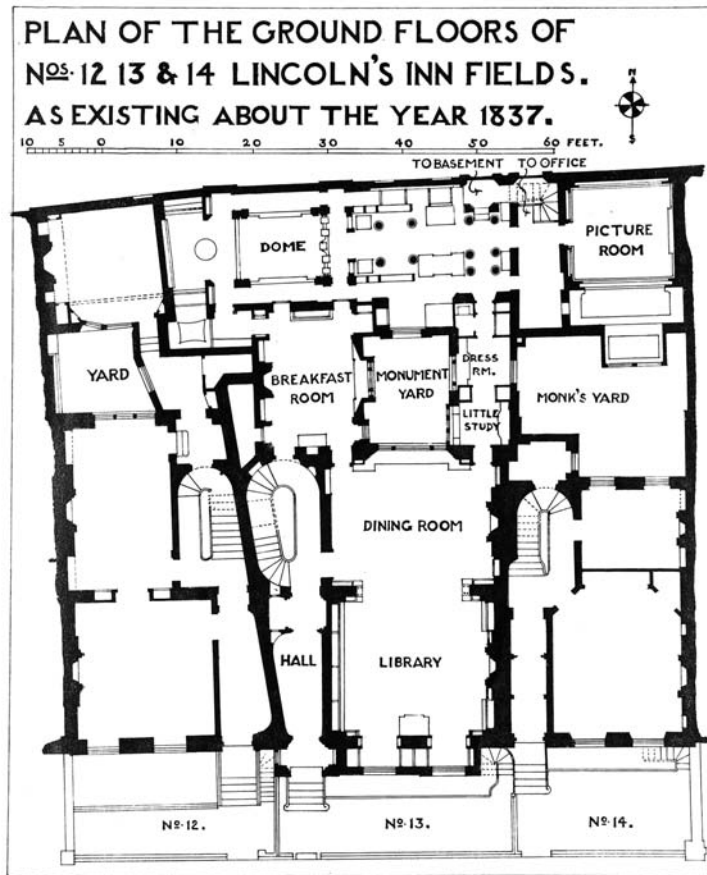 PLAN OF THE GROUND FLOORS OF
Nos. 12 13 & 14 LINCOLN'S INN FIELDS.
AS EXISTING ABOUT THE YEAR 1837.
N
S
10 5 0 10 20 30 40 50 60 FEET.
TO BASEMENT TO OFFICE
DOME
PICTURE
ROOM
YARD
BREAKFAST
ROOM
MONUMENT
YARD
DRESS
RM.
LITTLE
STUDY
MONK'S YARD
DINING ROOM
HALL
LIBRARY
No. 12.
No. 13.
No. 14.